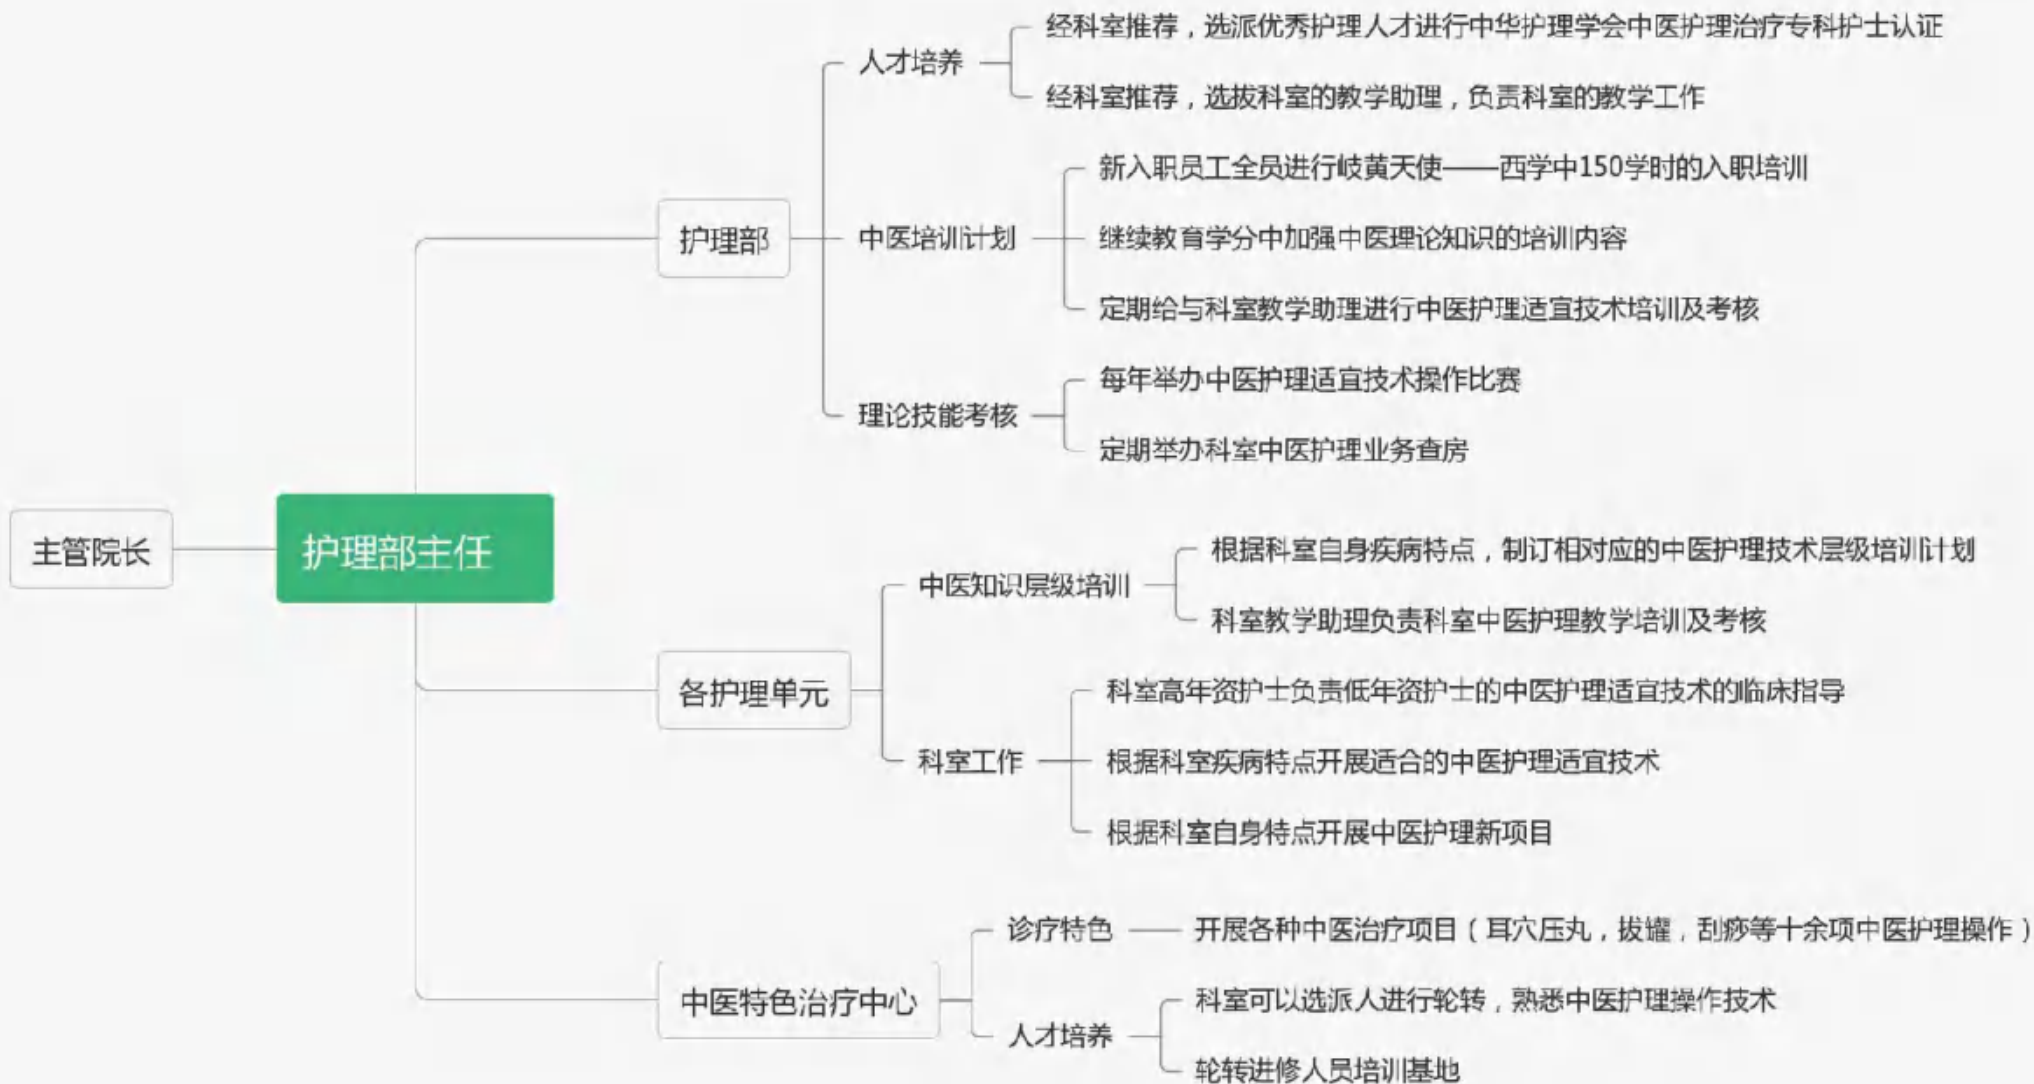 经科室推荐，选派优秀护理人才进行中华护理学会中医护理治疗专科护士认证
人才培养
经科室推荐，选拔科室的教学助理，负责科室的教学工作
新入职员工全员进行岐黄天使——西学中150学时的入职培训
护理部
中医培训计划
继续教育学分中加强中医理论知识的培训内容
定期给与科室教学助理进行中医护理适宜技术培训及考核
每年举办中医护理适宜技术操作比赛
理论技能考核
定期举办科室中医护理业务查房
主管院长
护理部主任
根据科室自身疾病特点，制订相对应的中医护理技术层级培训计划
中医知识层级培训
科室教学助理负责科室中医护理教学培训及考核
各护理单元
科室高年资护士负责低年资护士的中医护理适宜技术的临床指导
科室工作
根据科室疾病特点开展适合的中医护理适宜技术
根据科室自身特点开展中医护理新项目
诊疗特色
开展各种中医治疗项目（耳穴压丸，拔罐，刮痧等十余项中医护理操作）
中医特色治疗中心
科室可以选派人进行轮转，熟悉中医护理操作技术
人才培养
轮转进修人员培训基地